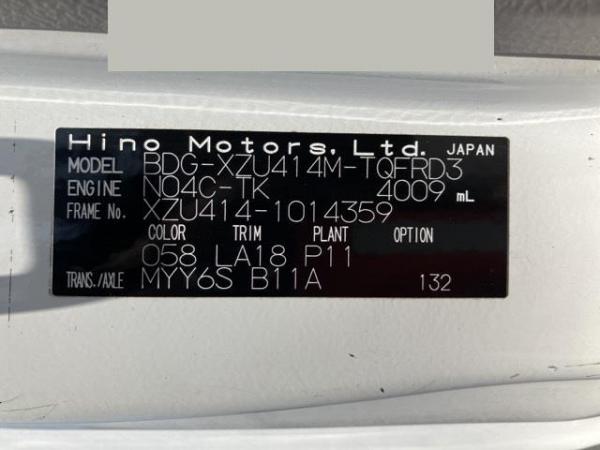 Hino Motors, Ltd. JAPAN
MODEL BDG-XZU414M-TQFRD3
ENGINE N04C-TK 4009 mL
FRAME No. XZU414-1014359
COLOR TRIM PLANT OPTION
058 LA18 P11
TRANS./AXLE MYY6S B11A 132